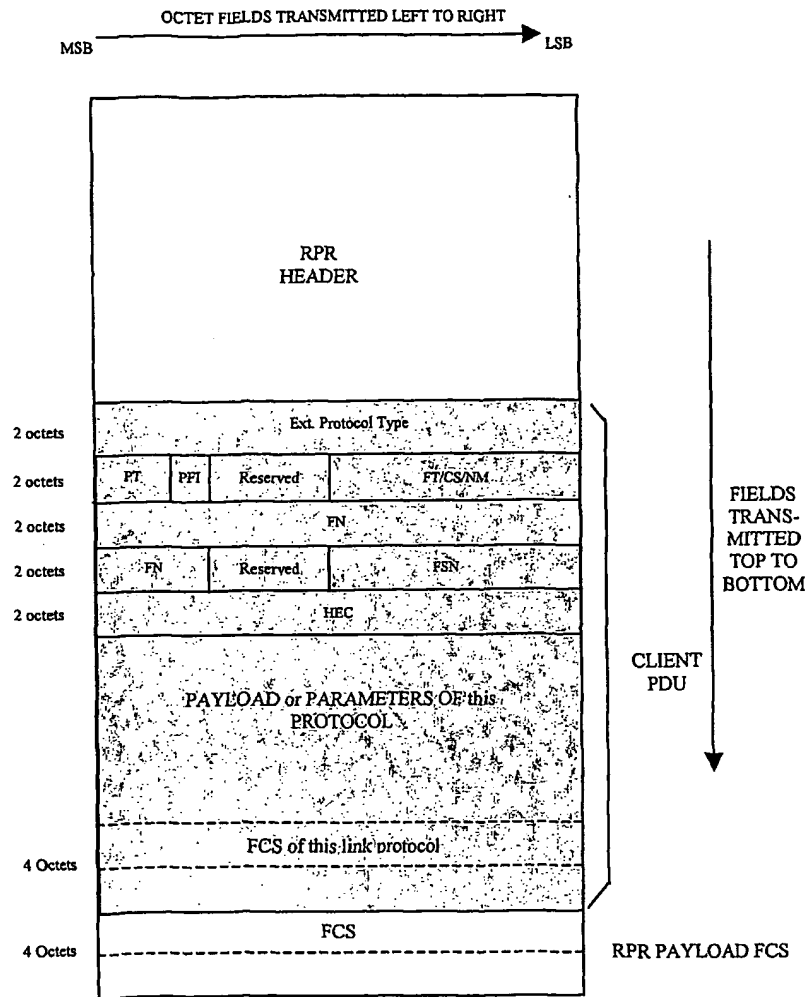 OCTET FIELDS TRANSMITTED LEFT TO RIGHT
MSB
LSB
RPR
HEADER
2 octets
Ext. Protocol Type
2 octets
PT
PFI
Reserved
FT/CS/NM
2 octets
FN
2 octets
FN
Reserved.
FSN
2 octets
HEC
PAYLOAD or PARAMETERS OF this
PROTOCOL
FCS of this link protocol
4 Octets
FCS
4 Octets
RPR PAYLOAD FCS
CLIENT
PDU
FIELDS
TRANS-
MITTED
TOP TO
BOTTOM